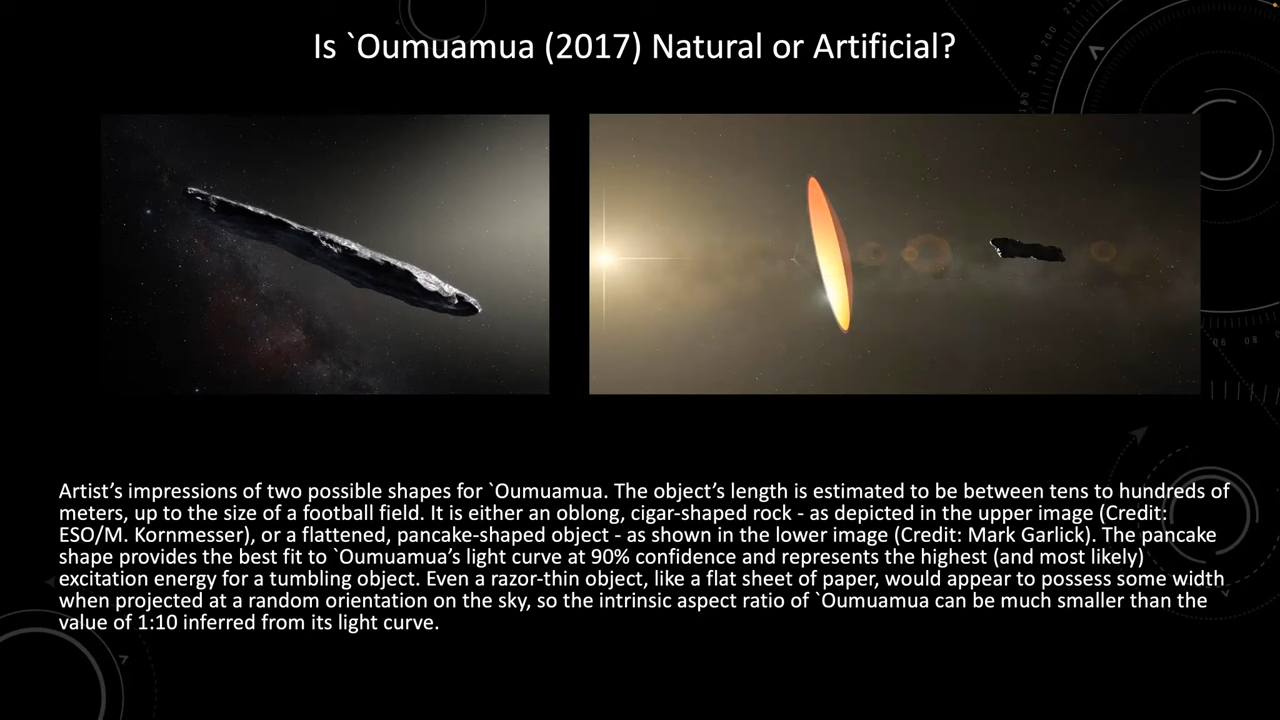 Is `Oumuamua (2017) Natural or Artificial?
210
200
190
180
90 80
Artist’s impressions of two possible shapes for `Oumuamua. The object’s length is estimated to be between tens to hundreds of
meters, up to the size of a football field. It is either an oblong, cigar-shaped rock - as depicted in the upper image (Credit:
ESO/M. Kornmesser), or a flattened, pancake-shaped object - as shown in the lower image (Credit: Mark Garlick). The pancake
shape provides the best fit to `Oumuamua’s light curve at 90% confidence and represents the highest (and most likely)
excitation energy for a tumbling object. Even a razor-thin object, like a flat sheet of paper, would appear to possess some width
when projected at a random orientation on the sky, so the intrinsic aspect ratio of `Oumuamua can be much smaller than the
value of 1:10 inferred from its light curve.